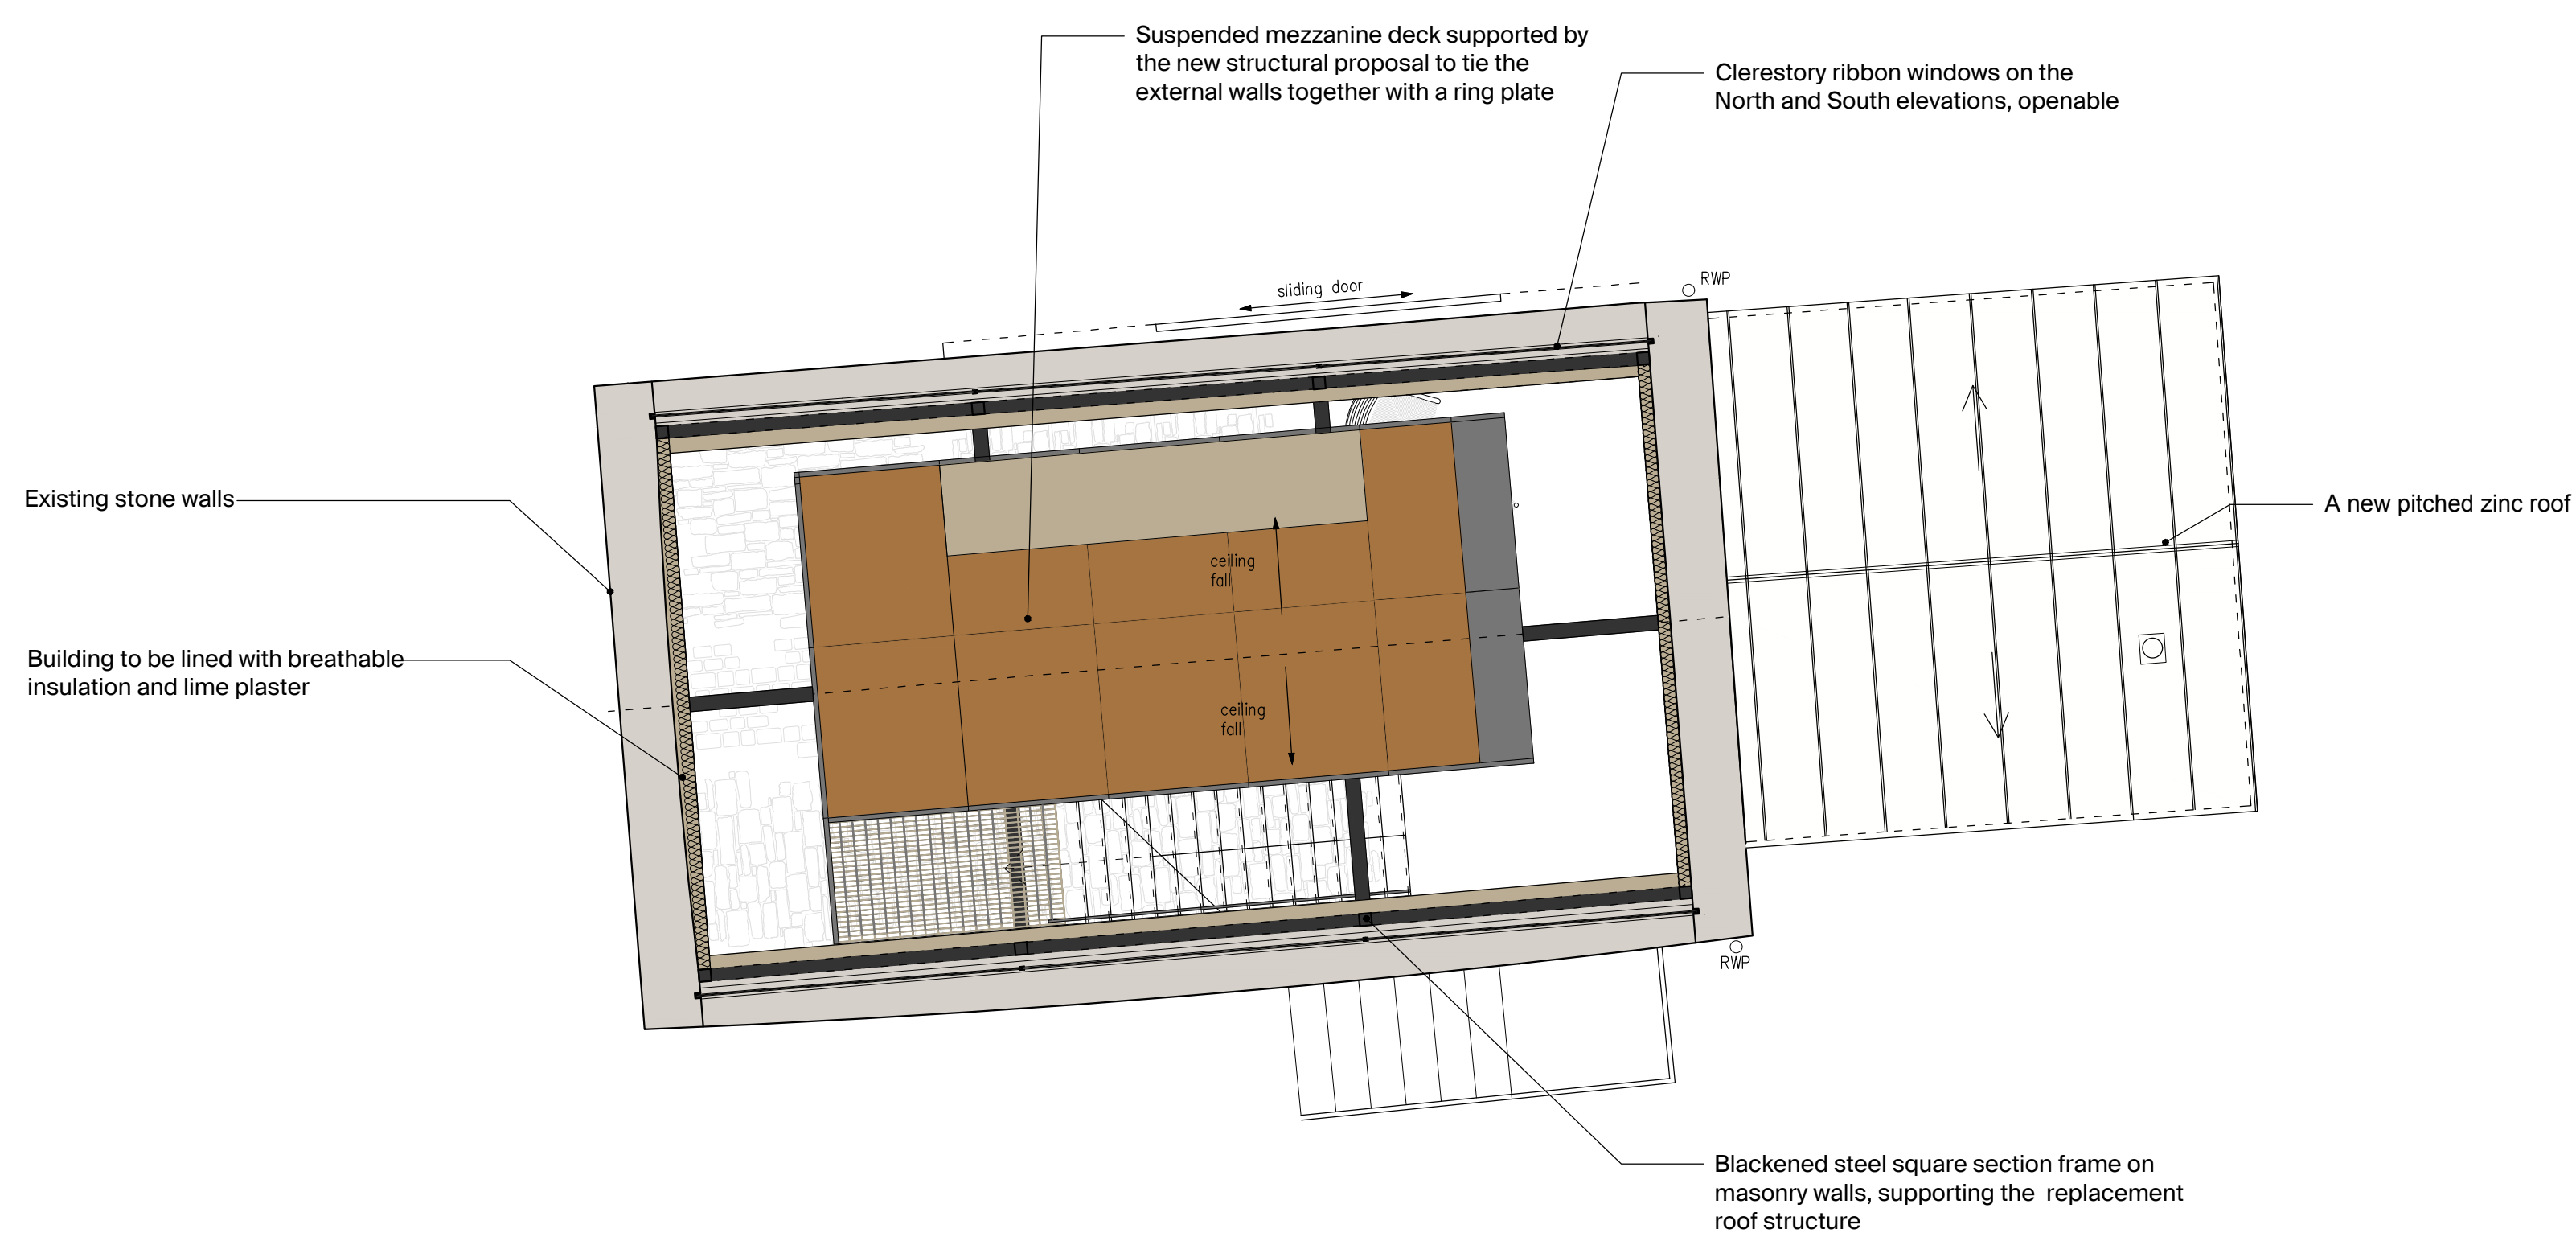 Suspended mezzanine deck supported by
the new structural proposal to tie the
external walls together with a ring plate
Clerestory ribbon windows on the
North and South elevations, openable
sliding door
RWP
Existing stone walls
A new pitched zinc roof
ceiling
fall
Building to be lined with breathable
insulation and lime plaster
ceiling
fall
RWP
Blackened steel square section frame on
masonry walls, supporting the  replacement
roof structure